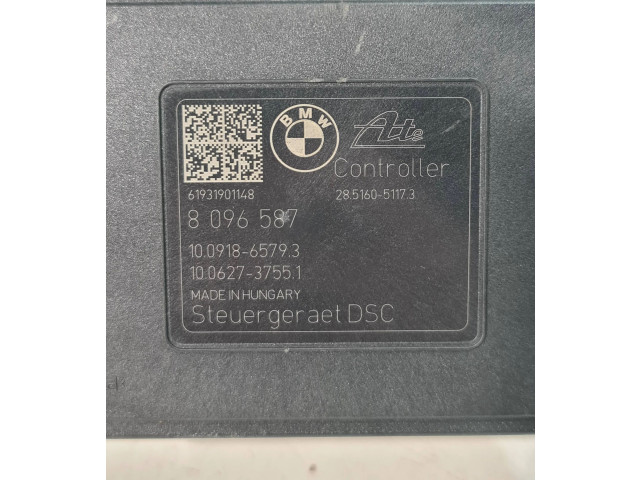 BMW
Ate
Controller
61931901148
28.5160-5117.3
8 096 587
10.0918-6579.3
10.0627-3755.1
MADE IN HUNGARY
Steuergeraet DSC